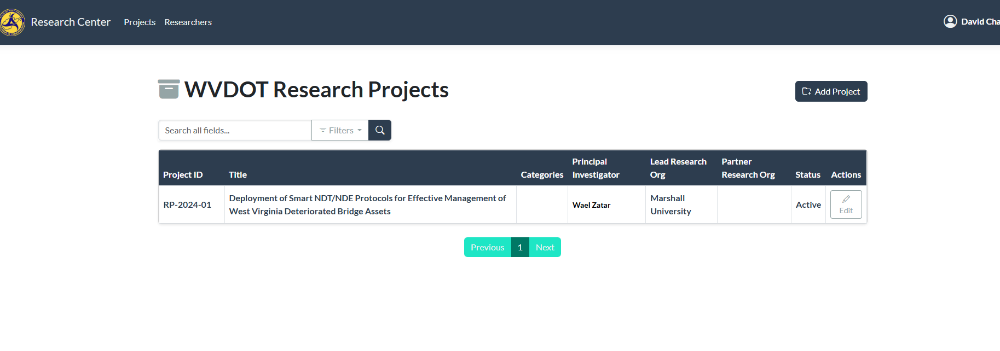 Research Center Projects Researchers David Cha
WVDOT Research Projects
Add Project
Search all fields... Filters
Project ID Title Categories Principal Investigator Lead Research Org Partner Research Org Status Actions
RP-2024-01 Deployment of Smart NDT/NDE Protocols for Effective Management of
West Virginia Deteriorated Bridge Assets
Wael Zatar
Marshall
University
Active
Edit
Previous 1 Next